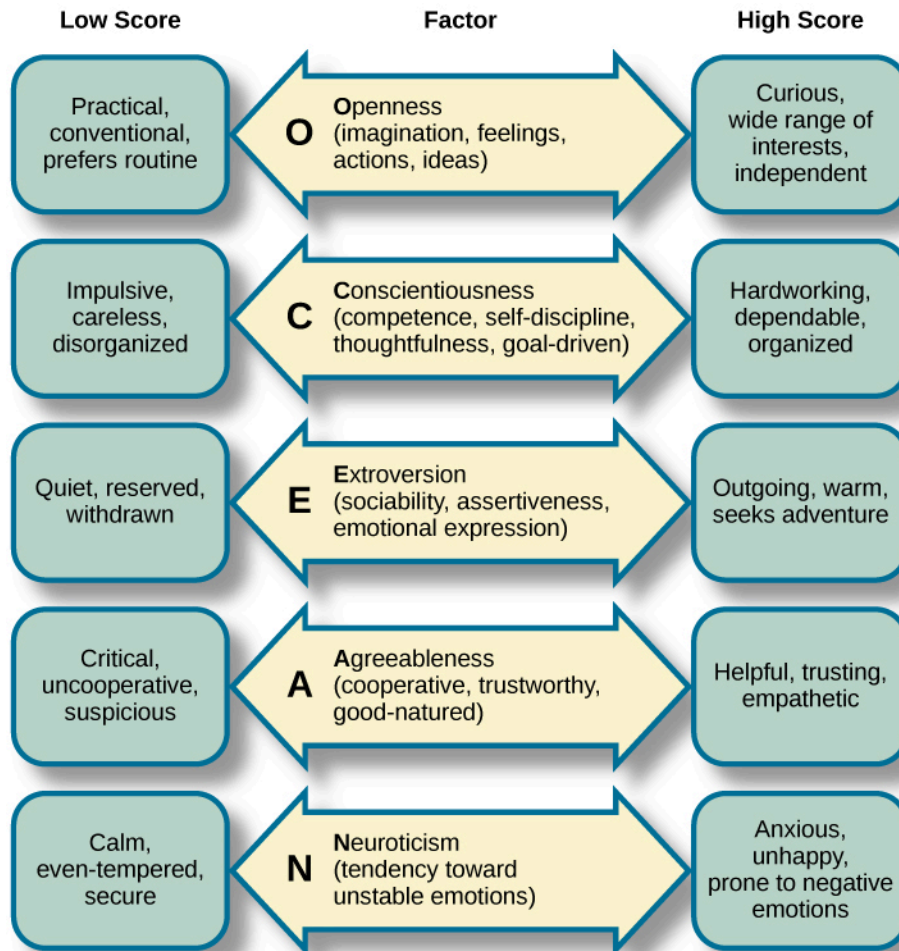 Low Score
Factor
High Score
Practical,
conventional,
prefers routine
O
Openness
(imagination, feelings,
actions, ideas)
Curious,
wide range of
interests,
independent
Impulsive,
careless,
disorganized
C
Conscientiousness
(competence, self-discipline,
thoughtfulness, goal-driven)
Hardworking,
dependable,
organized
Quiet, reserved,
withdrawn
E
Extroversion
(sociability, assertiveness,
emotional expression)
Outgoing, warm,
seeks adventure
Critical,
uncooperative,
suspicious
A
Agreeableness
(cooperative, trustworthy,
good-natured)
Helpful, trusting,
empathetic
Calm,
even-tempered,
secure
N
Neuroticism
(tendency toward
unstable emotions)
Anxious,
unhappy,
prone to negative
emotions